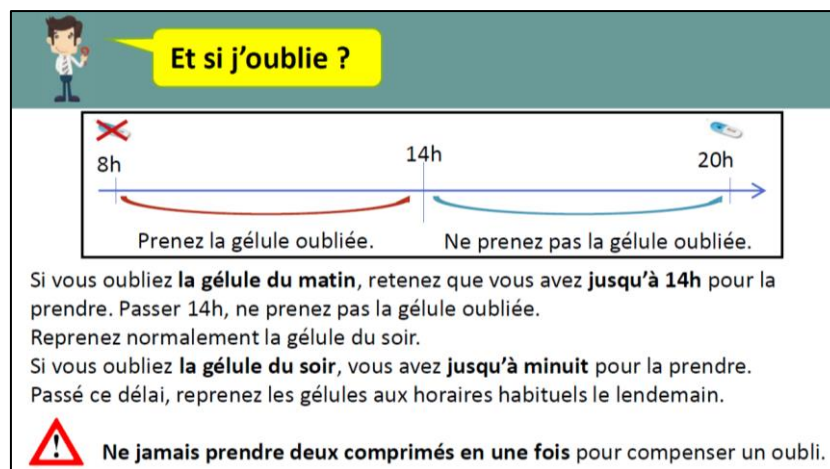 Et si j’oublie ?
8h
14h
20h
Prenez la gélule oubliée.
Ne prenez pas la gélule oubliée.
Si vous oubliez la gélule du matin, retenez que vous avez jusqu’à 14h pour la
prendre. Passer 14h, ne prenez pas la gélule oubliée.
Reprenez normalement la gélule du soir.
Si vous oubliez la gélule du soir, vous avez jusqu’à minuit pour la prendre.
Passé ce délai, reprenez les gélules aux horaires habituels le lendemain.
Ne jamais prendre deux comprimés en une fois pour compenser un oubli.